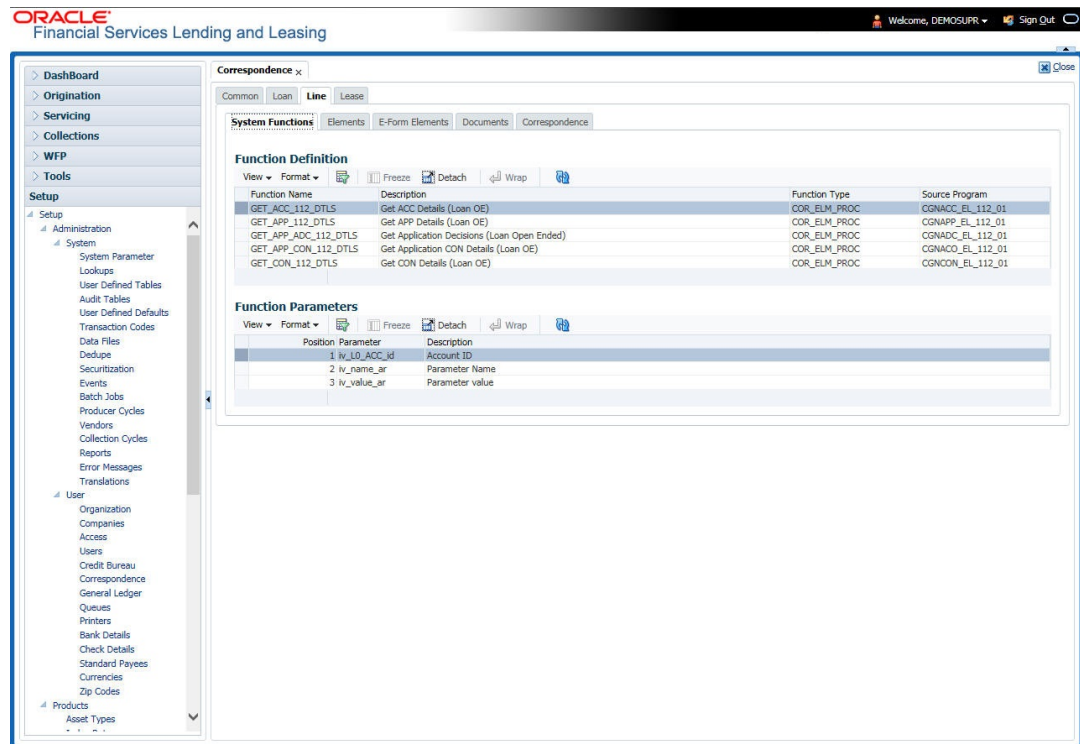 ORACLE
Financial Services Lending and Leasing
Welcome, DEMOSUPR
Sign Out
DashBoard
Origination
Servicing
Collections
WFP
Tools
Setup
Setup
Administration
System
System Parameter
Lookups
User Defined Tables
Audit Tables
User Defined Defaults
Transaction Codes
Data Files
Dedupe
Securitization
Events
Batch Jobs
Producer Cycles
Vendors
Collection Cycles
Reports
Error Messages
Translations
User
Organization
Companies
Access
Users
Credit Bureau
Correspondence
General Ledger
Queues
Printers
Bank Details
Check Details
Standard Payees
Currencies
Zip Codes
Products
Asset Types
Correspondence x
Close
Common Loan Line Lease
System Functions Elements E-Form Elements Documents Correspondence
Function Definition
View Format Freeze Detach Wrap
Function Name Description Function Type Source Program
GET_ACC_112_DTLS Get ACC Details (Loan OE) COR_ELM_PROC CGNACC_EL_112_01
GET_APP_112_DTLS Get APP Details (Loan OE) COR_ELM_PROC CGNAPP_EL_112_01
GET_APP_ADC_112_DTLS Get Application Decisions (Loan Open Ended) COR_ELM_PROC CGNADC_EL_112_01
GET_APP_CON_112_DTLS Get Application CON Details (Loan OE) COR_ELM_PROC CGNACO_EL_112_01
GET_CON_112_DTLS Get CON Details (Loan OE) COR_ELM_PROC CGNCON_EL_112_01
Function Parameters
View Format Freeze Detach Wrap
Position Parameter Description
1 iv_L0_ACC_id Account ID
2 iv_name_ar Parameter Name
3 iv_value_ar Parameter value